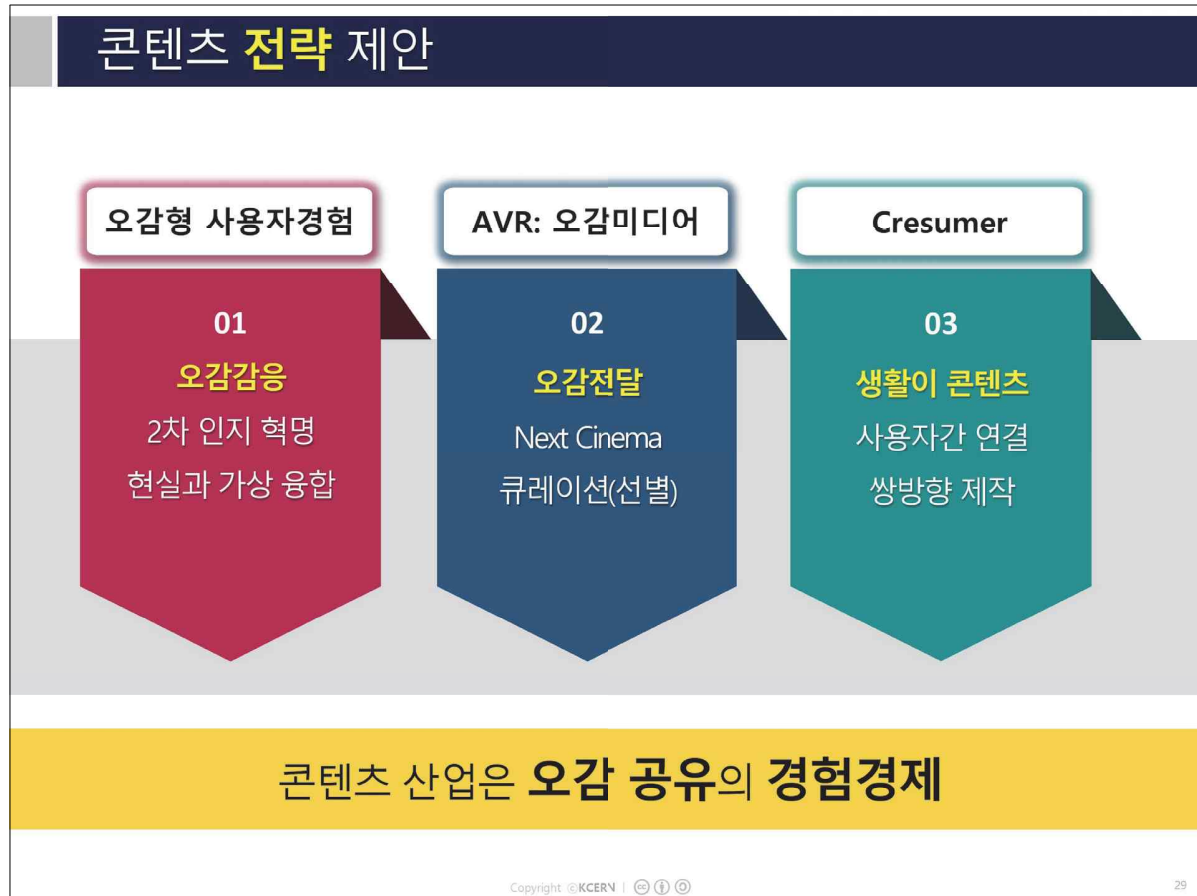 콘텐츠 전략 제안
오감형 사용자경험
01
오감감응
2차 인지 혁명
현실과 가상 융합
AVR: 오감미디어
02
오감전달
Next Cinema
큐레이션(선별)
Cresumer
03
생활이 콘텐츠
사용자간 연결
쌍방향 제작
콘텐츠 산업은 오감 공유의 경험경제
Copyright ©KCERN |
29